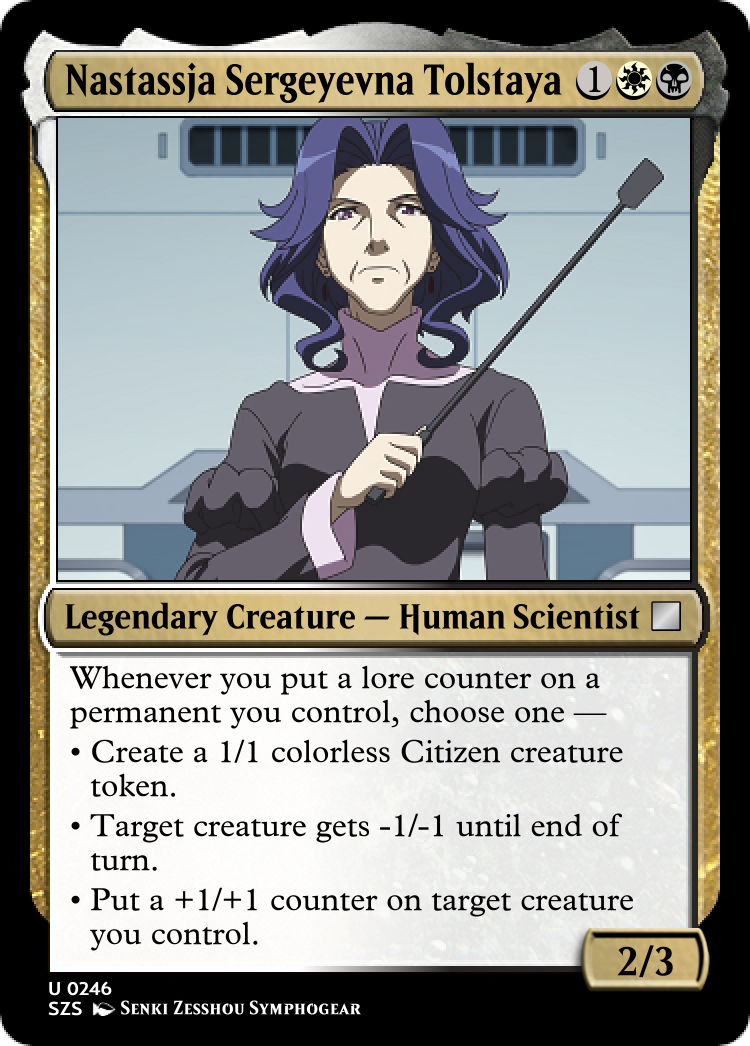 Nastassja Sergeyevna Tolstaya 1
Legendary Creature — Human Scientist
Whenever you put a lore counter on a
permanent you control, choose one —
• Create a 1/1 colorless Citizen creature
token.
• Target creature gets -1/-1 until end of
turn.
• Put a +1/+1 counter on target creature
you control.
2/3
U 0246
SZS Senki Zesshou Symphogear